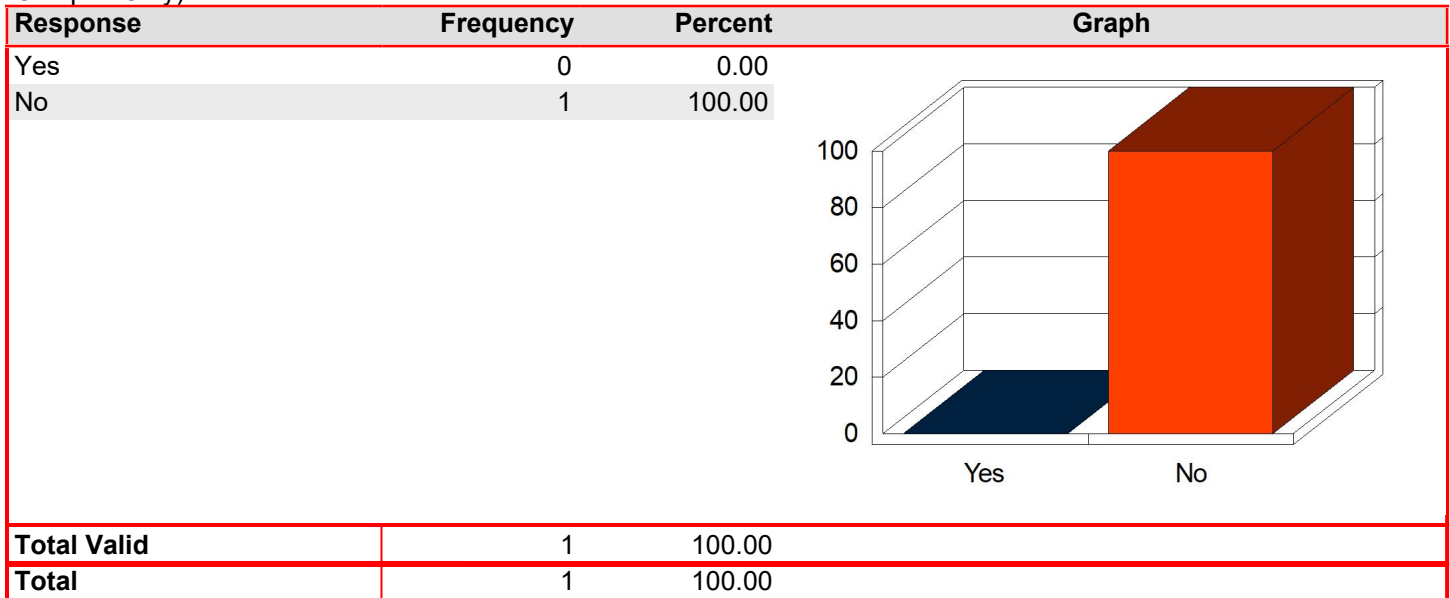 Response Frequency Percent Graph
Yes 0 0.00
No 1 100.00
100
80
60
40
20
0
Yes No
Total Valid 1 100.00
Total 1 100.00